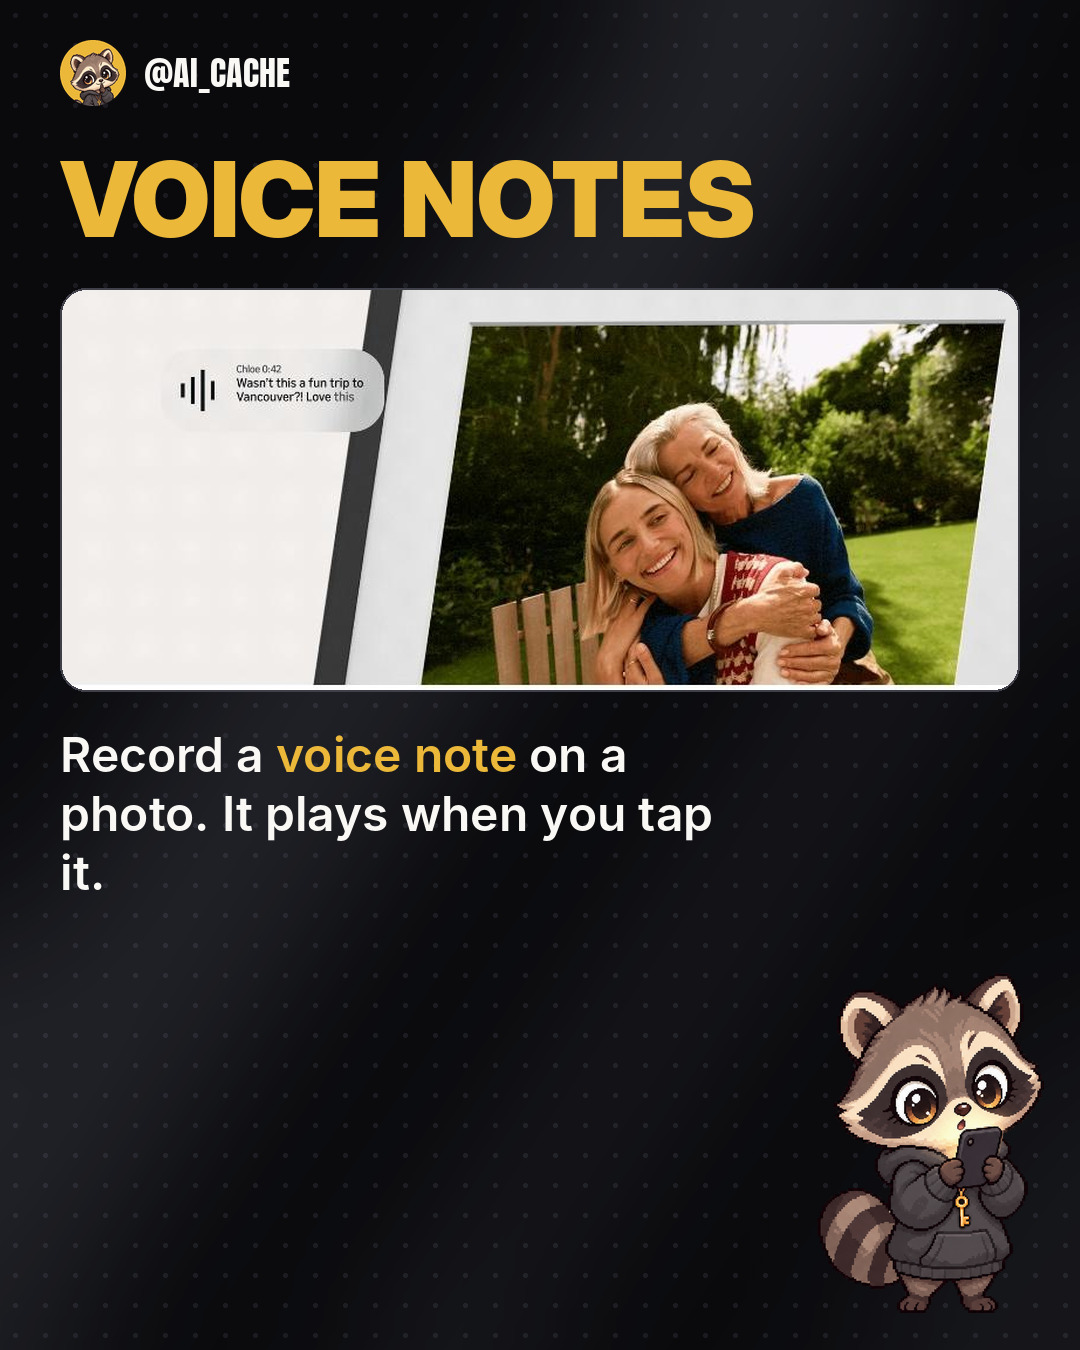 @AI_CACHE
VOICE NOTES
Chloe 0:42
Wasn't this a fun trip to
Vancouver?! Love this
Record a voice note on a
photo. It plays when you tap
it.